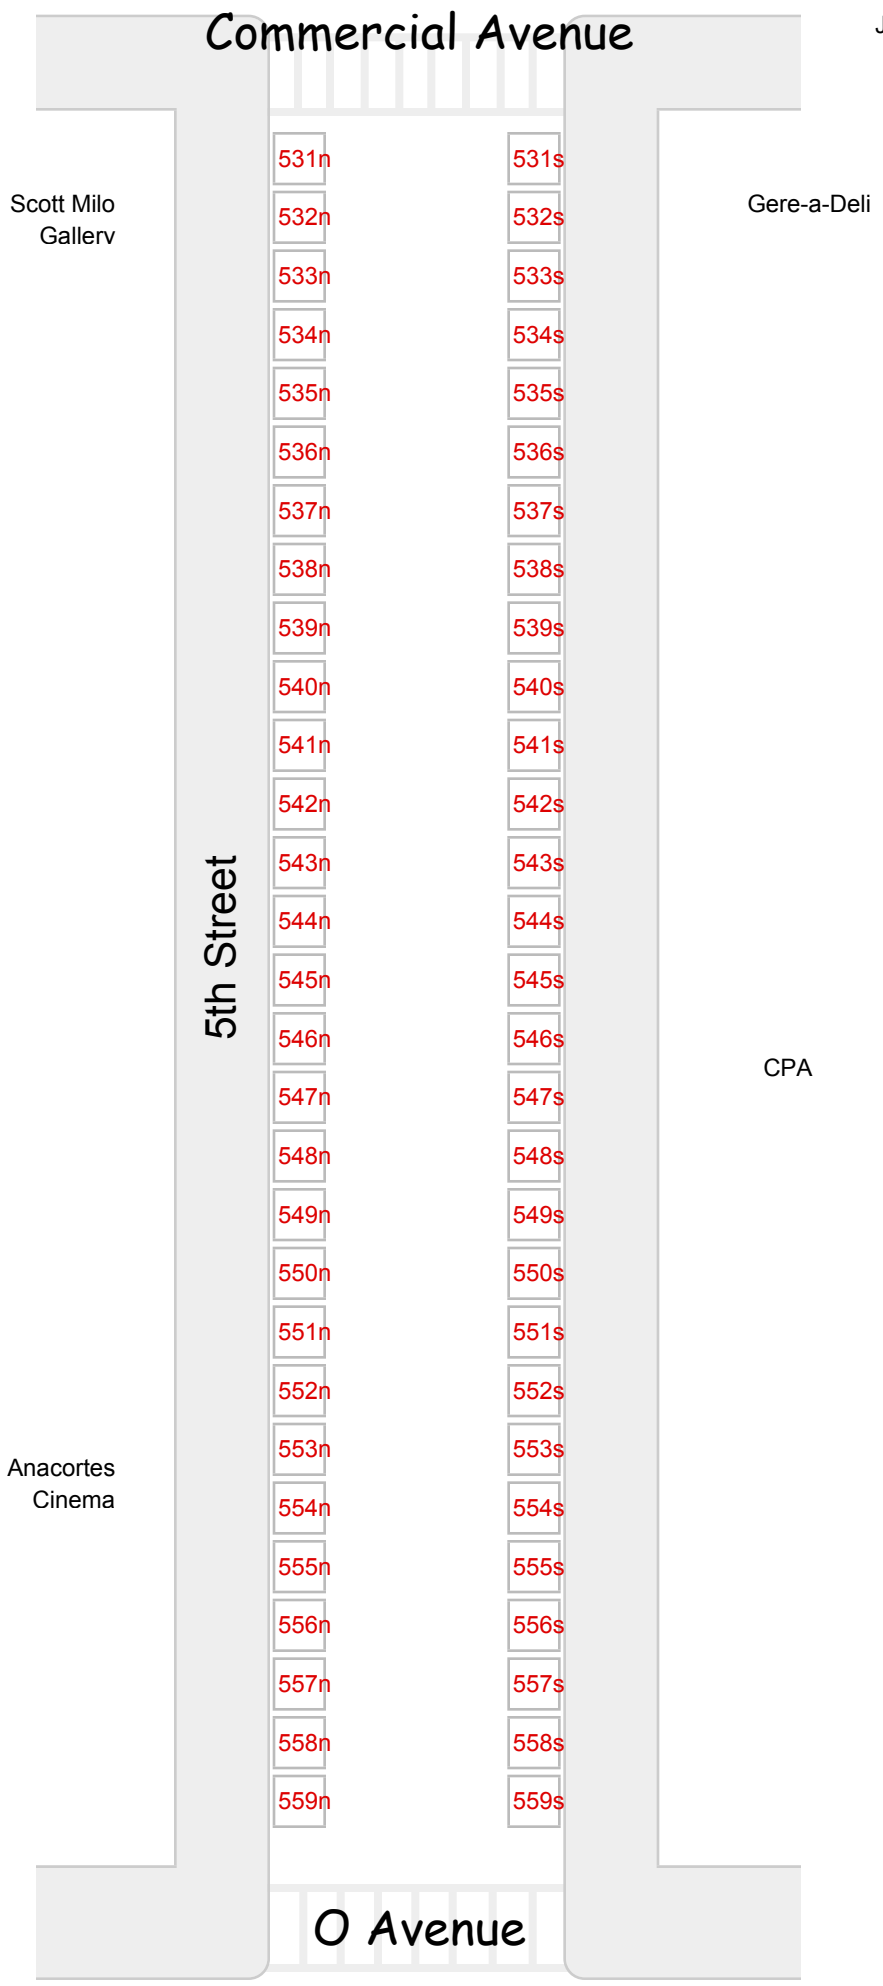 Commercial Avenue
J
531n 531s
Scott Milo
Gallery
532n 532s
Gere-a-Deli
533n 533s
534n 534s
535n 535s
536n 536s
537n 537s
538n 538s
539n 539s
540n 540s
541n 541s
542n 542s
543n 543s
5th Street
544n 544s
545n 545s
546n 546s
CPA
547n 547s
548n 548s
549n 549s
550n 550s
551n 551s
552n 552s
553n 553s
Anacortes
Cinema
554n 554s
555n 555s
556n 556s
557n 557s
558n 558s
559n 559s
O Avenue